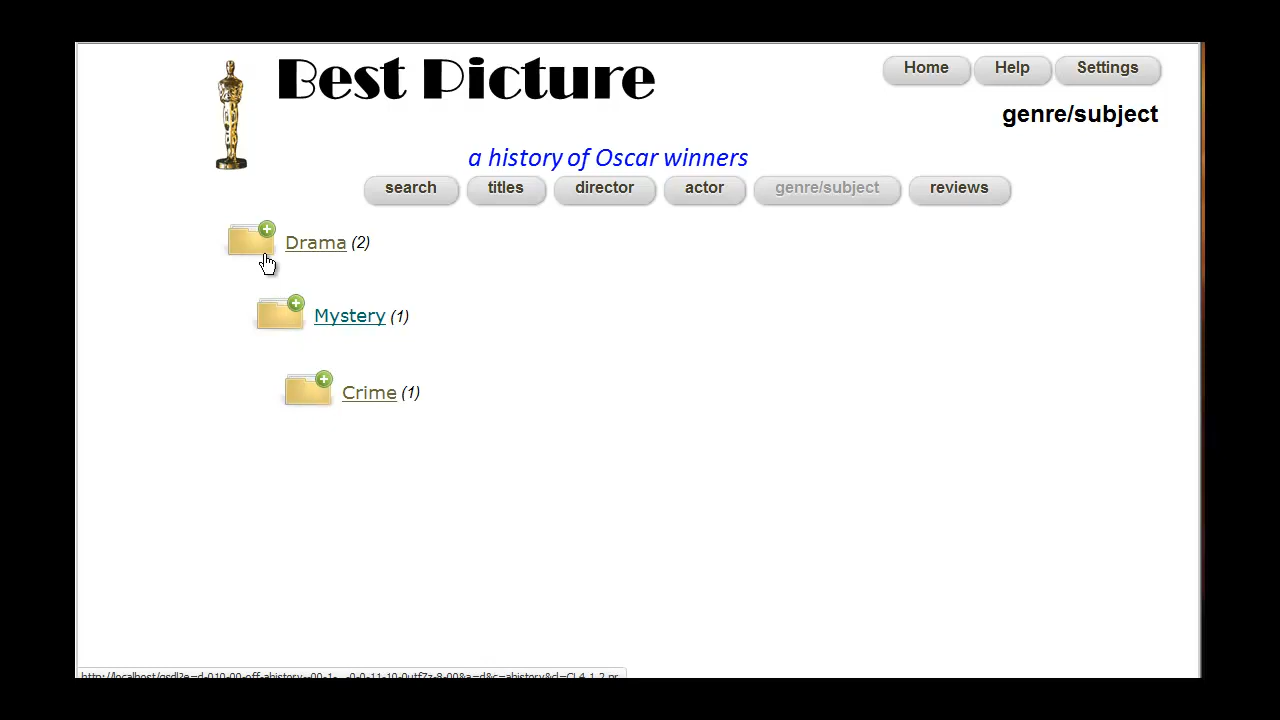 Best Picture
Home Help Settings
genre/subject
a history of Oscar winners
search titles director actor genre/subject reviews
Drama (2)
Mystery (1)
Crime (1)